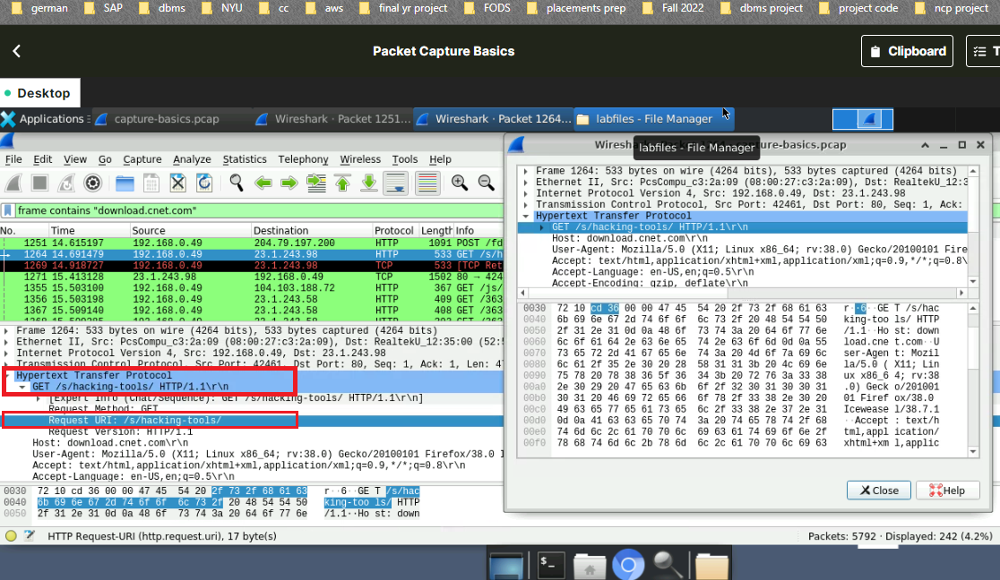 german SAP dbms NYU cc aws final yr project FODS placements prep Fall 2022 dbms project project code ncp project
Packet Capture Basics
Clipboard
Desktop
Applications capture-basics.pcap Wireshark · Packet 1251... Wireshark · Packet 1264... labfiles - File Manager
labfiles - File Manager
File Edit View Go Capture Analyze Statistics Telephony Wireless Tools Help
frame contains "download.cnet.com"
No. Time Source Destination Protocol Length Info
1251 14.615197 192.168.0.49 204.79.197.200 HTTP 1091 POST /fd
1264 14.691479 192.168.0.49 23.1.243.98 HTTP 533 GET /s/h
1269 14.918727 192.168.0.49 23.1.243.98 TCP 533 [TCP Ret
1271 15.413128 23.1.243.98 192.168.0.49 TCP 1502 80 → 424
1355 15.503100 192.168.0.49 104.103.188.72 HTTP 367 GET /js/
1356 15.503198 192.168.0.49 23.1.243.58 HTTP 409 GET /363
1367 15.509140 192.168.0.49 23.1.243.58 HTTP 408 GET /363
Frame 1264: 533 bytes on wire (4264 bits), 533 bytes captured (4264 bits)
Ethernet II, Src: PcsCompu_c3:2a:09 (08:00:27:c3:2a:09), Dst: RealtekU_12:35:00 (52:
Internet Protocol Version 4, Src: 192.168.0.49, Dst: 23.1.243.98
Transmission Control Protocol, Src Port: 42461, Dst Port: 80, Seq: 1, Ack: 1, Len: 4
Hypertext Transfer Protocol
GET /s/hacking-tools/ HTTP/1.1\r\n
[Expert Info (Chat/Sequence): GET /s/hacking-tools/ HTTP/1.1\r\n]
Request Method: GET
Request URI: /s/hacking-tools/
Request Version: HTTP/1.1
Host: download.cnet.com\r\n
User-Agent: Mozilla/5.0 (X11; Linux x86_64; rv:38.0) Gecko/20100101 Firefox/38.0 I
Accept: text/html,application/xhtml+xml,application/xml;q=0.9,*/*;q=0.8\r\n
Accept-Language: en-US,en;q=0.5\r\n
0030 72 10 cd 36 00 00 47 45 54 20 2f 73 2f 68 61 63 r··6··GE T /s/hac
0040 6b 69 6e 67 2d 74 6f 6f 6c 73 2f 20 48 54 54 50 king-too ls/ HTTP
0050 2f 31 2e 31 0d 0a 48 6f 73 74 3a 20 64 6f 77 6e /1.1··Ho st: down
HTTP Request-URI (http.request.uri), 17 byte(s)
Packets: 5792 · Displayed: 242 (4.2%)
Frame 1264: 533 bytes on wire (4264 bits), 533 bytes captured (4264 bits)
Ethernet II, Src: PcsCompu_c3:2a:09 (08:00:27:c3:2a:09), Dst: RealtekU_12:3
Internet Protocol Version 4, Src: 192.168.0.49, Dst: 23.1.243.98
Transmission Control Protocol, Src Port: 42461, Dst Port: 80, Seq: 1, Ack:
Hypertext Transfer Protocol
GET /s/hacking-tools/ HTTP/1.1\r\n
Host: download.cnet.com\r\n
User-Agent: Mozilla/5.0 (X11; Linux x86_64; rv:38.0) Gecko/20100101 Fire
Accept: text/html,application/xhtml+xml,application/xml;q=0.9,*/*;q=0.8\
Accept-Language: en-US,en;q=0.5\r\n
Accept-Encoding: gzip, deflate\r\n
0030 72 10 cd 36 00 00 47 45 54 20 2f 73 2f 68 61 63 r··6··GE T /s/hac
0040 6b 69 6e 67 2d 74 6f 6f 6c 73 2f 20 48 54 54 50 king-too ls/ HTTP
0050 2f 31 2e 31 0d 0a 48 6f 73 74 3a 20 64 6f 77 6e /1.1··Ho st: down
0060 6c 6f 61 64 2e 63 6e 65 74 2e 63 6f 6d 0d 0a 55 load.cne t.com··U
0070 73 65 72 2d 41 67 65 6e 74 3a 20 4d 6f 7a 69 6c ser-Agen t: Mozil
0080 6c 61 2f 35 2e 30 20 28 58 31 31 3b 20 4c 69 6e la/5.0 ( X11; Lin
0090 75 78 20 78 38 36 5f 36 34 3b 20 72 76 3a 33 38 ux x86_6 4; rv:38
00a0 2e 30 29 20 47 65 63 6b 6f 2f 32 30 31 30 30 31 .0) Geck o/201001
00b0 30 31 20 46 69 72 65 66 6f 78 2f 33 38 2e 30 20 01 Firef ox/38.0
00c0 49 63 65 77 65 61 73 65 6c 2f 33 38 2e 37 2e 31 Icewease l/38.7.1
00d0 0d 0a 41 63 63 65 70 74 3a 20 74 65 78 74 2f 68 ··Accept : text/h
00e0 74 6d 6c 2c 61 70 70 6c 69 63 61 74 69 6f 6e 2f tml,appl ication/
00f0 78 68 74 6d 6c 2b 78 6d 6c 2c 61 70 70 6c 69 63 xhtml+xm l,applic
Close Help